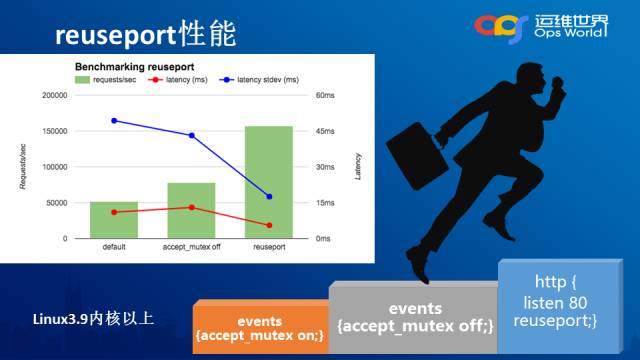 reuseport性能
运维世界
Ops World
Benchmarking reuseport
requests/sec
latency (ms)
latency stdev (ms)
200000
150000
100000
50000
0
Requests/sec
60ms
45ms
30ms
15ms
0ms
Latency
default
accept_mutex off
reuseport
Linux3.9内核以上
events
{accept_mutex on;}
events
{accept_mutex off;}
http {
listen 80
reuseport;}